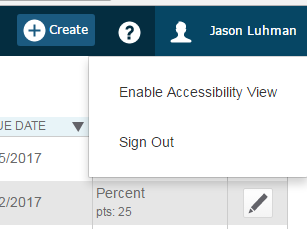 Create
?
Jason Luhman
Enable Accessibility View
UE DATE
Sign Out
5/2017
2/2017
Percent
pts: 25